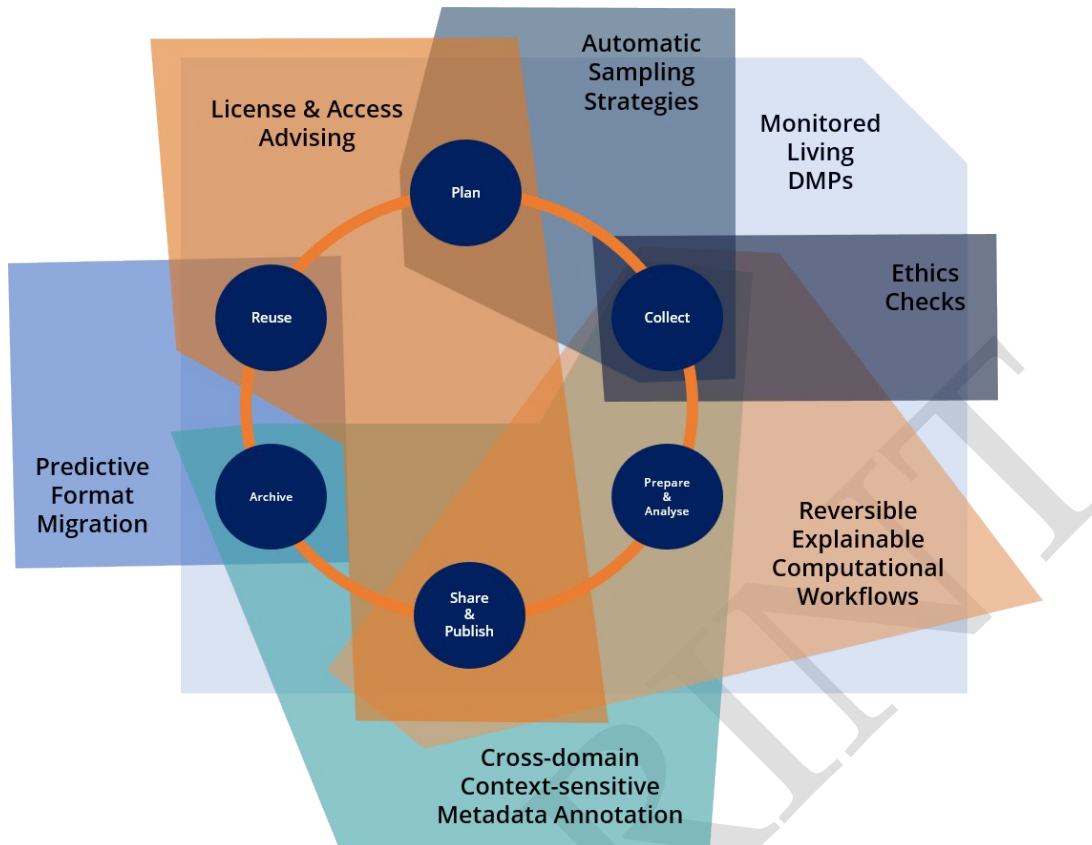 Automatic
Sampling
Strategies
License & Access
Advising
Monitored
Living
DMPs
Plan
Ethics
Checks
Reuse
Collect
Predictive
Format
Migration
Archive
Prepare
&
Analyse
Reversible
Explainable
Computational
Workflows
Share
&
Publish
Cross-domain
Context-sensitive
Metadata Annotation
RINT